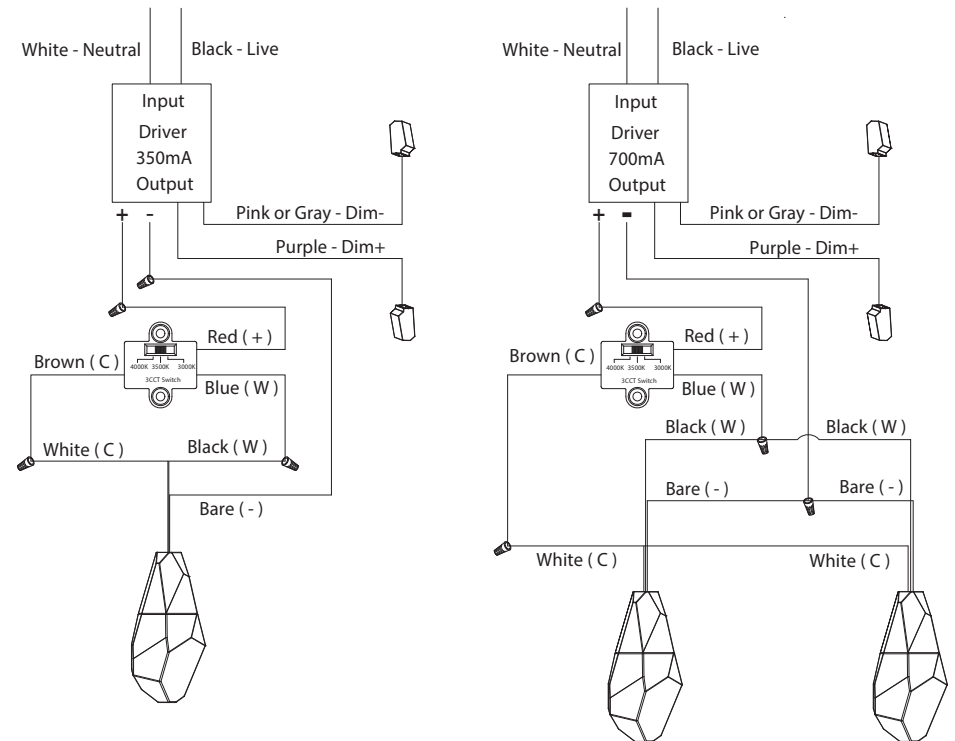 White - Neutral
Black - Live
Input
Driver
350mA
Output
+ -
Pink or Gray - Dim-
Purple - Dim+
Red ( + )
Brown ( C )
4000K 3500K 3000K
3CCT Switch
Blue ( W )
White ( C )
Black ( W )
Bare ( - )
White - Neutral
Black - Live
Input
Driver
700mA
Output
+ -
Pink or Gray - Dim-
Purple - Dim+
Red ( + )
Brown ( C )
4000K 3500K 3000K
3CCT Switch
Blue ( W )
Black ( W )
Black ( W )
Bare ( - )
Bare ( - )
White ( C )
White ( C )